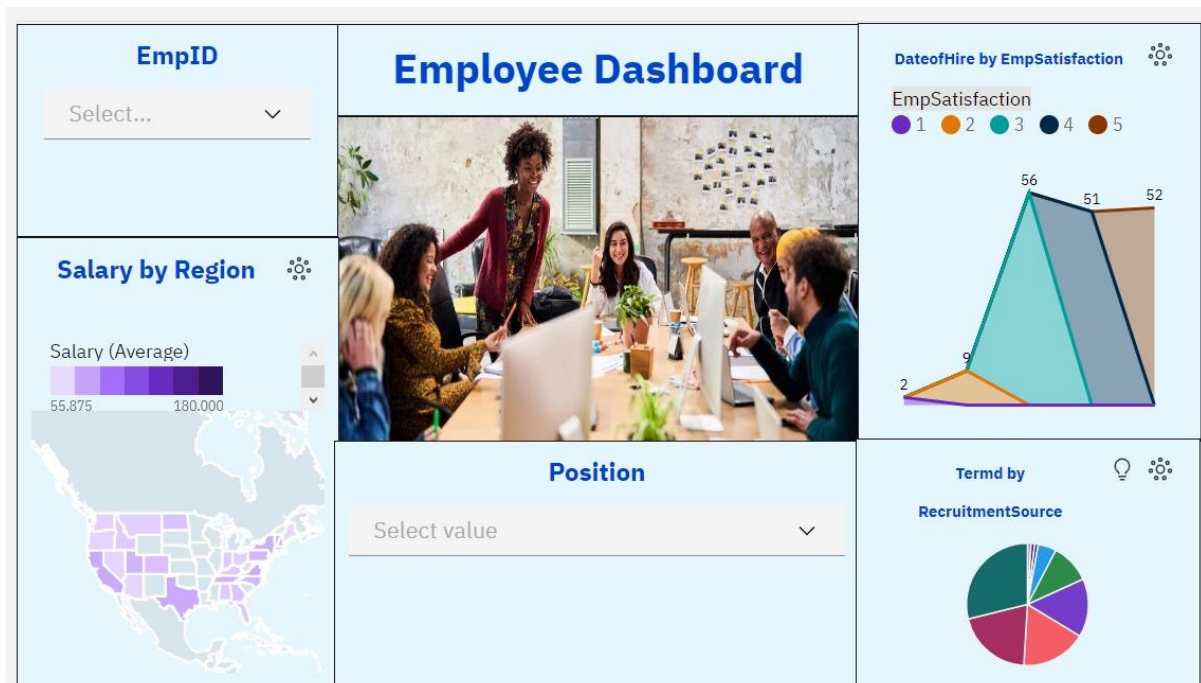 EmpID
Select...
Employee Dashboard
DateofHire by EmpSatisfaction
EmpSatisfaction
1 2 3 4 5
2
9
56
51
52
Salary by Region
Salary (Average)
55.875 180.000
Position
Select value
Termd by
RecruitmentSource